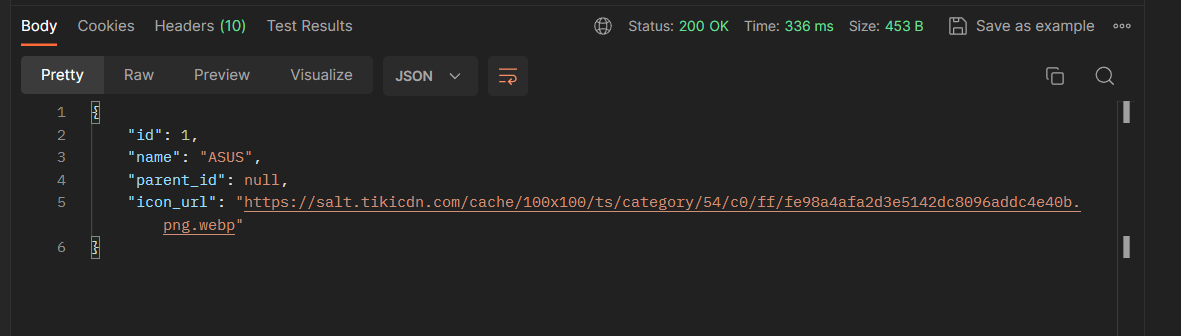 Body Cookies Headers (10) Test Results Status: 200 OK Time: 336 ms Size: 453 B Save as example
Pretty Raw Preview Visualize JSON
1 {
2 "id": 1,
3 "name": "ASUS",
4 "parent_id": null,
5 "icon_url": "https://salt.tikicdn.com/cache/100x100/ts/category/54/c0/ff/fe98a4afa2d3e5142dc8096addc4e40b.
png.webp"
6 }